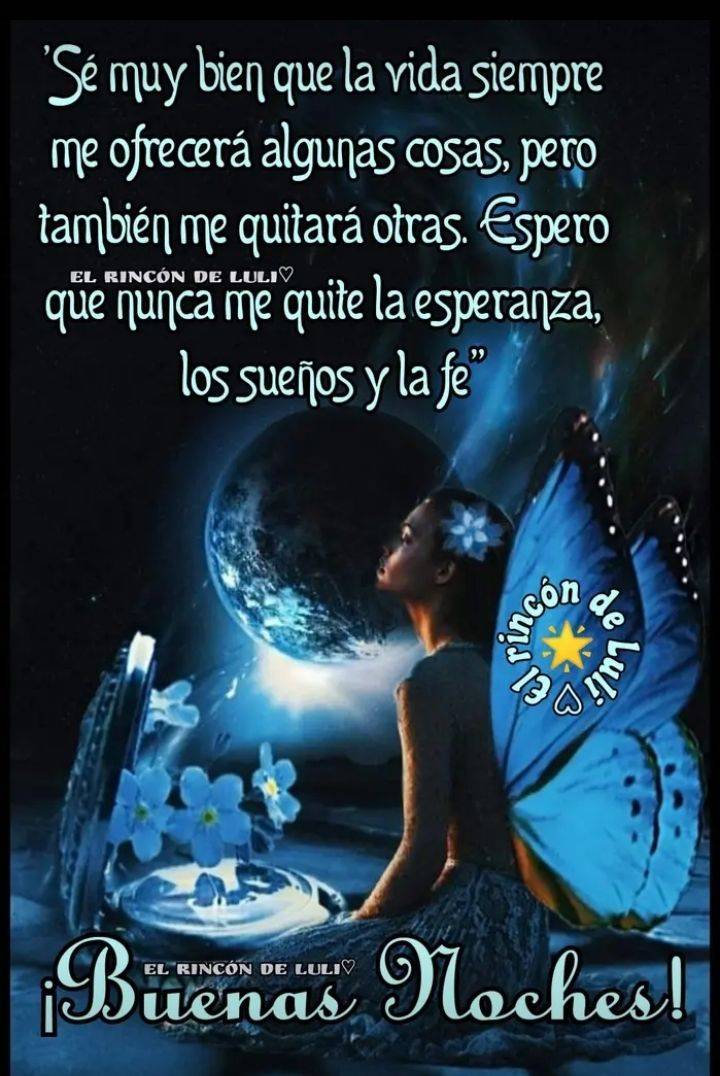 'Sé muy bien que la vida siempre
me ofrecerá algunas cosas, pero
también me quitará otras. Espero
EL RINCÓN DE LULI♡
que nunca me quite la esperanza,
los sueños y la fe"
El rincón de Luli♡
EL RINCÓN DE LULI♡
¡Buenas Noches!